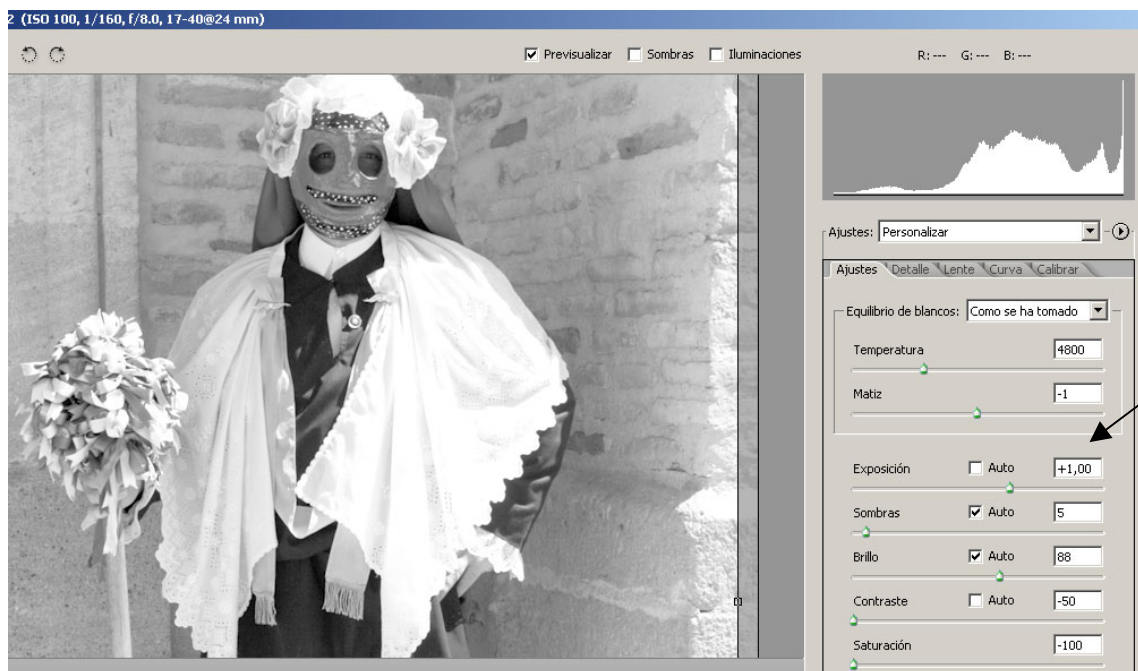 2 (ISO 100, 1/160, f/8.0, 17-40@24 mm)
Previsualizar Sombras Iluminaciones R: --- G: --- B: ---
Ajustes: Personalizar
Ajustes Detalle Lente Curva Calibrar
Equilibrio de blancos: Como se ha tomado
Temperatura 4800
Matiz -1
Exposición Auto +1,00
Sombras Auto 5
Brillo Auto 88
Contraste Auto -50
Saturación -100